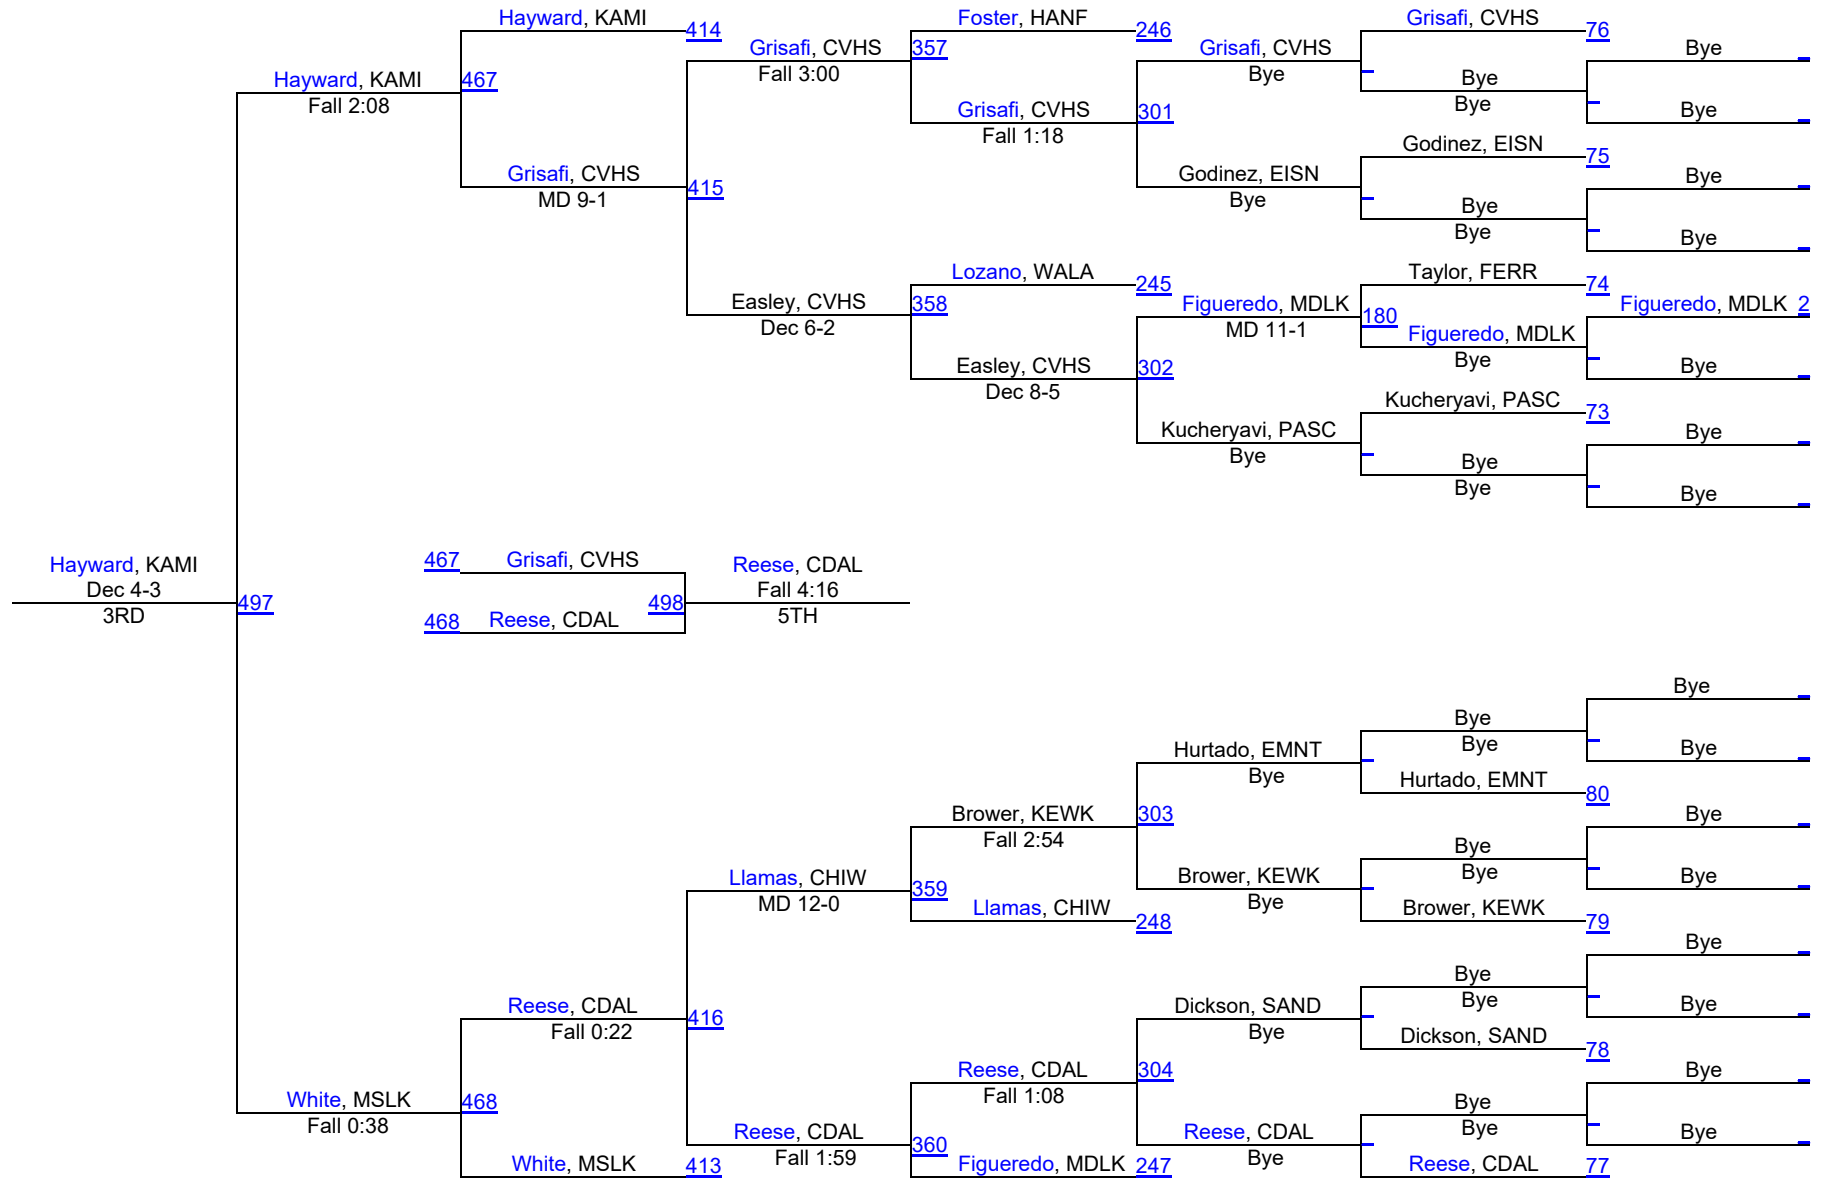 Hayward, KAMI
414
Foster, HANF
246
Grisafi, CVHS
76
Grisafi, CVHS
Fall 3:00
357
Grisafi, CVHS
Bye
Bye
Hayward, KAMI
Fall 2:08
467
Bye
Bye
Grisafi, CVHS
Fall 1:18
301
Bye
Godinez, EISN
75
Grisafi, CVHS
MD 9-1
415
Godinez, EISN
Bye
Bye
Bye
Bye
Bye
Lozano, WALA
245
Taylor, FERR
74
Easley, CVHS
Dec 6-2
358
Figueredo, MDLK
MD 11-1
180
Figueredo, MDLK 2
Figueredo, MDLK
Bye
Easley, CVHS
Dec 8-5
302
Bye
Kucheryavi, PASC
73
Kucheryavi, PASC
Bye
Bye
Bye
Bye
Bye
Hayward, KAMI
Dec 4-3
3RD
497
467 Grisafi, CVHS
468 Reese, CDAL
498
Reese, CDAL
Fall 4:16
5TH
Bye
Bye
Bye
Hurtado, EMNT
Bye
Bye
Hurtado, EMNT
80
Brower, KEWK
Fall 2:54
303
Bye
Bye
Bye
Llamas, CHIW
MD 12-0
359
Brower, KEWK
Bye
Bye
Llamas, CHIW
248
Brower, KEWK
79
Bye
Bye
Bye
Reese, CDAL
Fall 0:22
416
Dickson, SAND
Bye
Bye
Dickson, SAND
78
Reese, CDAL
Fall 1:08
304
Bye
White, MSLK
Fall 0:38
468
Bye
Bye
Reese, CDAL
Fall 1:59
360
Reese, CDAL
Bye
Bye
White, MSLK
413
Figueredo, MDLK 247
Reese, CDAL
77